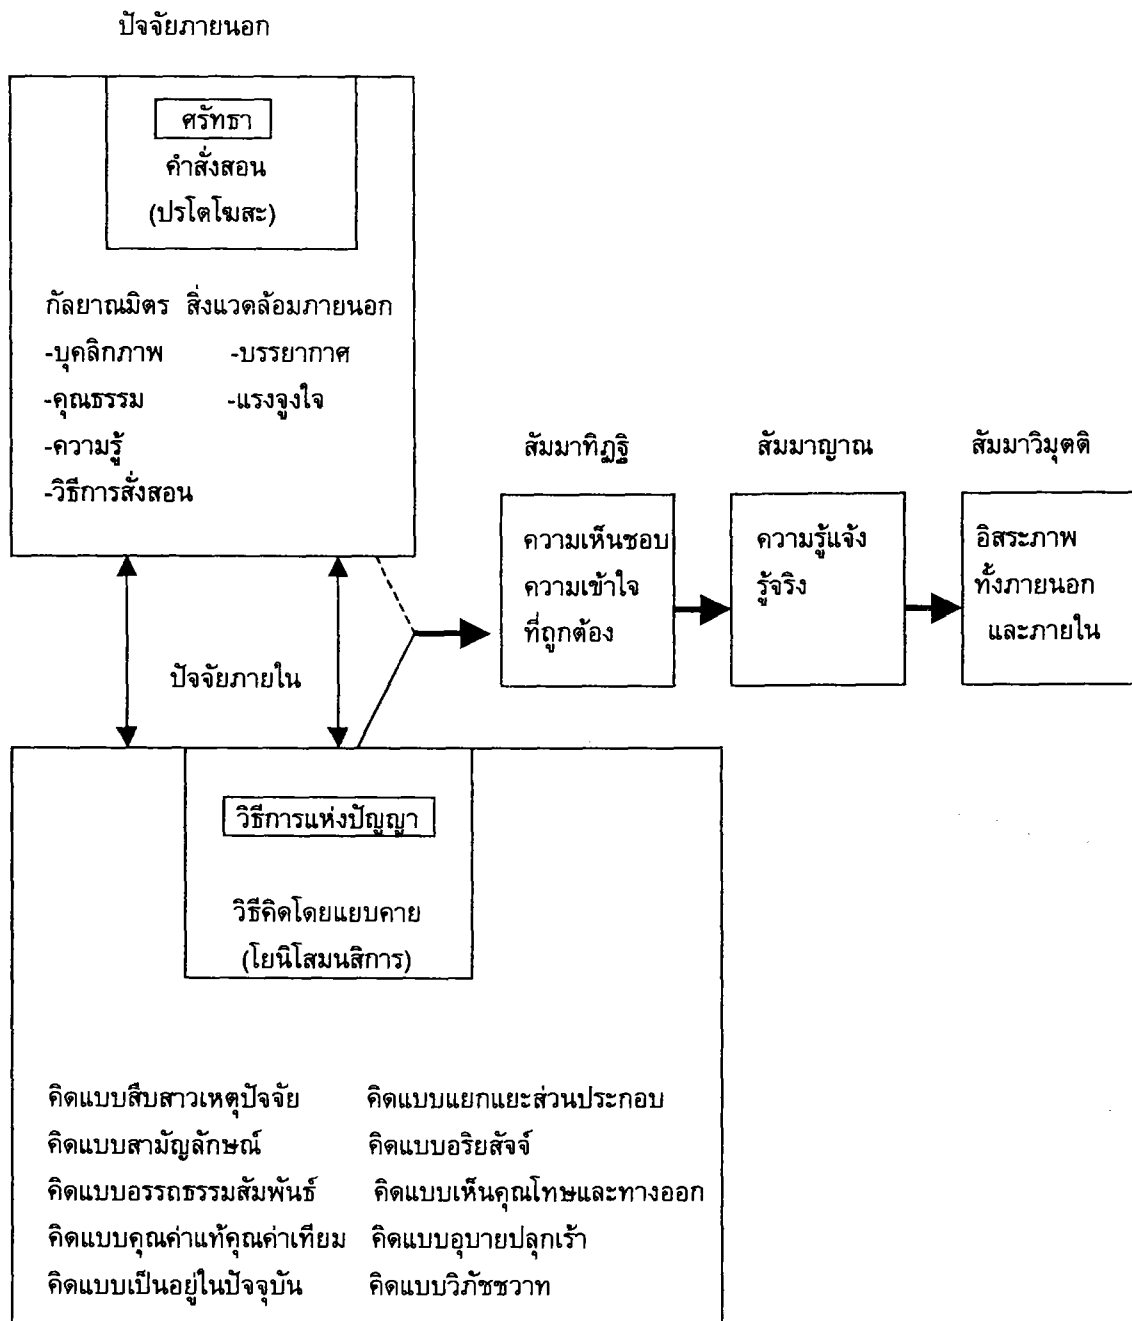 ปัจจัยภายนอก
ศรัทธา
คำสั่งสอน
(ปรโตโฆสะ)
กัลยาณมิตร สิ่งแวดล้อมภายนอก
-บุคลิกภาพ -บรรยากาศ
-คุณธรรม -แรงจูงใจ
-ความรู้
-วิธีการสั่งสอน
สัมมาทิฏฐิ สัมมาญาณ สัมมาวิมุตติ
ความเห็นชอบ
ความเข้าใจ
ที่ถูกต้อง
ความรู้แจ้ง
รู้จริง
อิสระภาพ
ทั้งภายนอก
และภายใน
ปัจจัยภายใน
วิธีการแห่งปัญญา
วิธีคิดโดยแยบคาย
(โยนิโสมนสิการ)
คิดแบบสืบสาวเหตุปัจจัย คิดแบบแยกแยะส่วนประกอบ
คิดแบบสามัญลักษณ์ คิดแบบอริยสัจจ์
คิดแบบอรรถธรรมสัมพันธ์ คิดแบบเห็นคุณโทษและทางออก
คิดแบบคุณค่าแท้คุณค่าเทียม คิดแบบอุบายปลุกเร้า
คิดแบบเป็นอยู่ในปัจจุบัน คิดแบบวิภัชชวาท